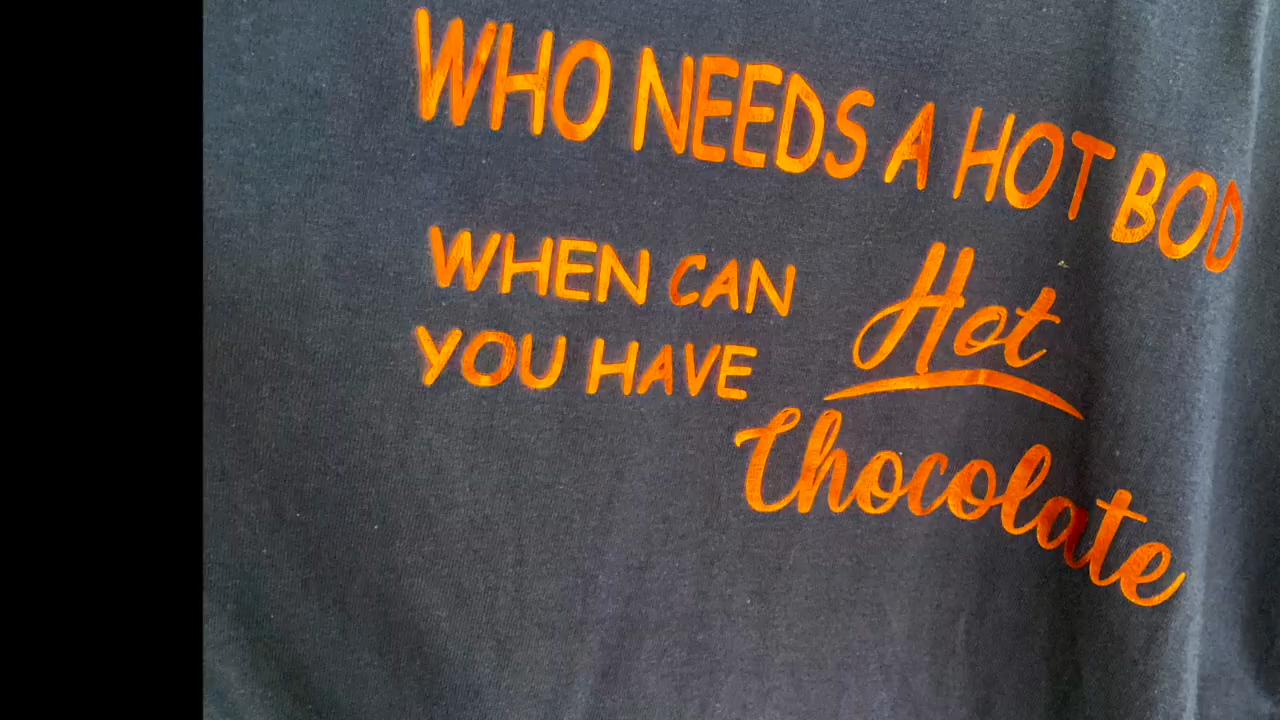 WHO NEEDS A HOT BOD
WHEN CAN
YOU HAVE
Hot
Chocolate